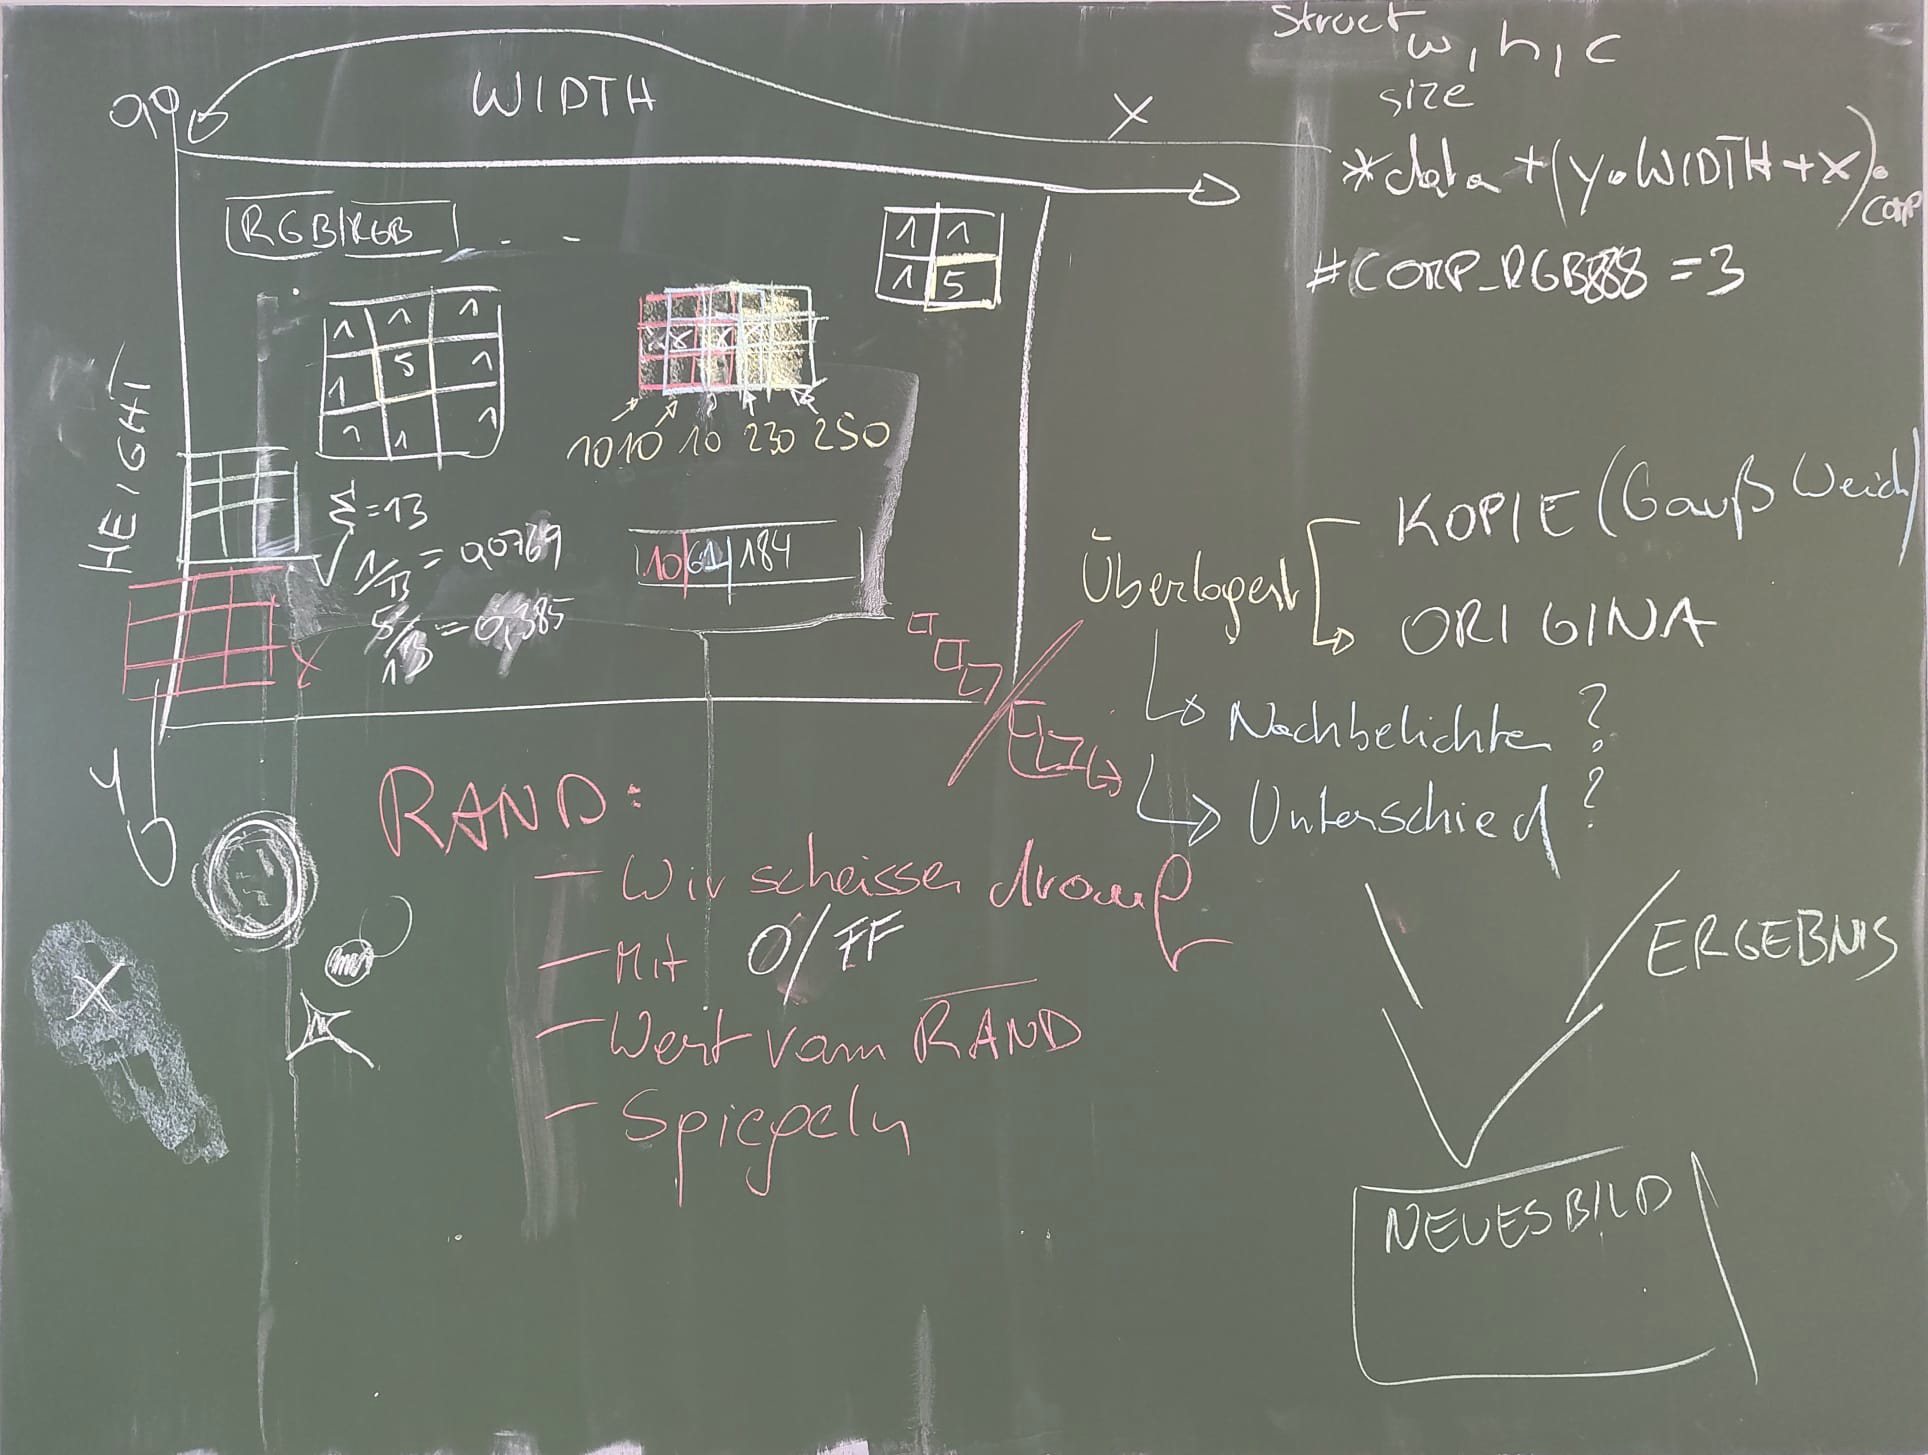 Struct
w, h, c
size
0,0
WIDTH
X
*data + (y • WIDTH + x) • COMP
# COMP_RGB888 = 3
RGB|RGB| . - -
1 1
1 5
1 1 1
1 5 1
1 1 1
x x x
10 10 10 230 250
HEIGHT
Σ = 13
1/13 = 0,0769
5/13 = 0,385
10|61|184
X
Y
KOPIE (Gauß Weich)
Überlagert
ORIGINA
Nachbelichten ?
Unterschied ?
RAND:
- Wir scheissen drauf
- Mit 0/FF
- Wert vom RAND
- Spiegeln
X
ERGEBNIS
NEUES BILD